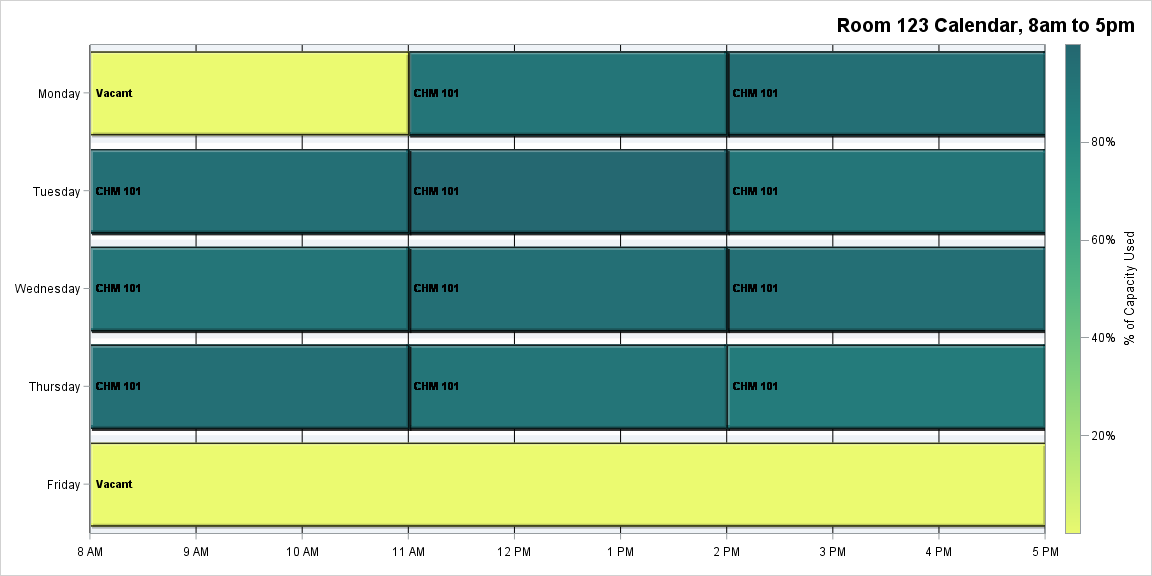 Room 123 Calendar, 8am to 5pm
Monday
Vacant
CHM 101
CHM 101
Tuesday
CHM 101
CHM 101
CHM 101
Wednesday
CHM 101
CHM 101
CHM 101
Thursday
CHM 101
CHM 101
CHM 101
Friday
Vacant
8 AM
9 AM
10 AM
11 AM
12 PM
1 PM
2 PM
3 PM
4 PM
5 PM
80%
60%
40%
20%
% of Capacity Used